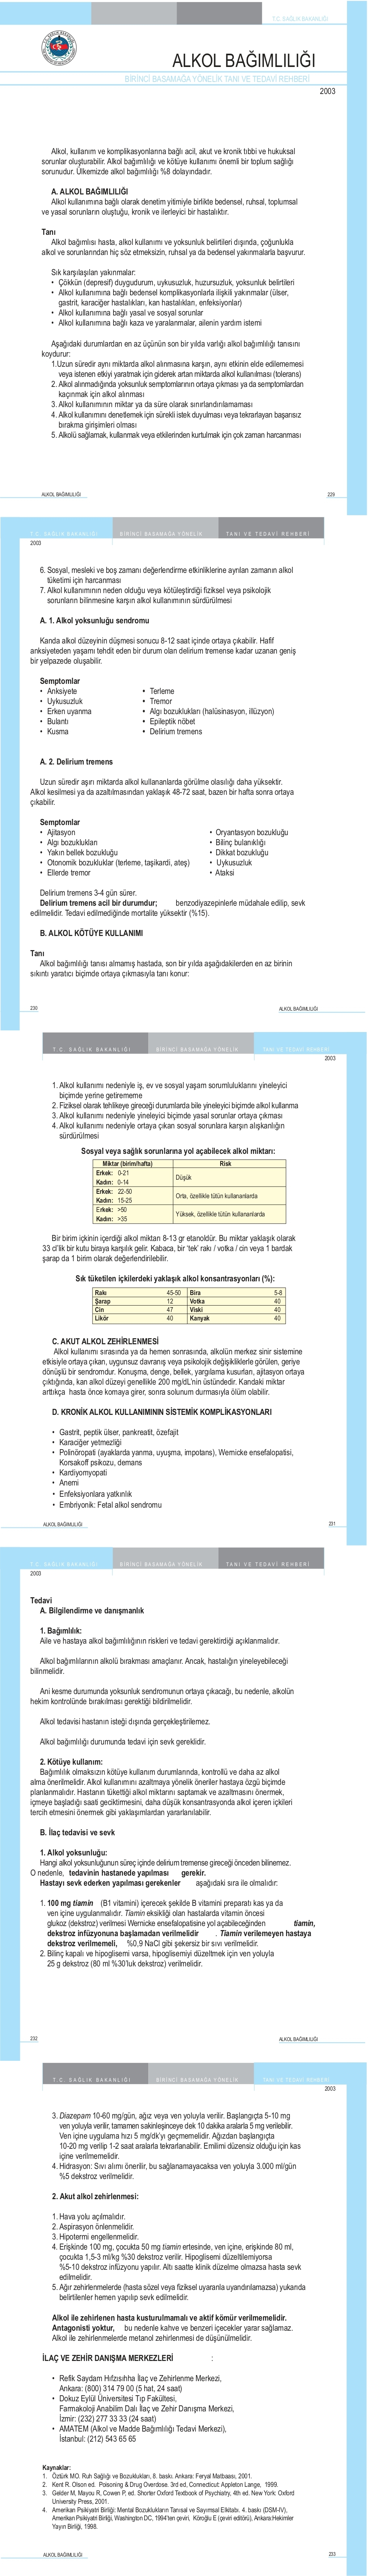 T.C. SAĞLIK BAKANLIĞI
ALKOL BAĞIMLILIĞI
BİRİNCİ BASAMAĞA YÖNELİK TANI VE TEDAVİ REHBERİ
2003
Alkol, kullanım ve komplikasyonlarına bağlı acil, akut ve kronik tıbbi ve hukuksal
sorunlar oluşturabilir. Alkol bağımlılığı ve kötüye kullanımı önemli bir toplum sağlığı
sorunudur. Ülkemizde alkol bağımlılığı %8 dolayındadır.
A. ALKOL BAĞIMLILIĞI
Alkol kullanımına bağlı olarak denetim yitimiyle birlikte bedensel, ruhsal, toplumsal
ve yasal sorunların oluştuğu, kronik ve ilerleyici bir hastalıktır.
Tanı
Alkol bağımlısı hasta, alkol kullanımı ve yoksunluk belirtileri dışında, çoğunlukla
alkol ve sorunlarından hiç söz etmeksizin, ruhsal ya da bedensel yakınmalarla başvurur.
Sık karşılaşılan yakınmalar:
• Çökkün (depresif) duygudurum, uykusuzluk, huzursuzluk, yoksunluk belirtileri
• Alkol kullanımına bağlı bedensel komplikasyonlarla ilişkili yakınmalar (ülser,
gastrit, karaciğer hastalıkları, kan hastalıkları, enfeksiyonlar)
• Alkol kullanımına bağlı yasal ve sosyal sorunlar
• Alkol kullanımına bağlı kaza ve yaralanmalar, ailenin yardım istemi
Aşağıdaki durumlardan en az üçünün son bir yılda varlığı alkol bağımlılığı tanısını
koydurur:
1.Uzun süredir aynı miktarda alkol alınmasına karşın, aynı etkinin elde edilememesi
veya istenen etkiyi yaratmak için giderek artan miktarda alkol kullanılması (tolerans)
2. Alkol alınmadığında yoksunluk semptomlarının ortaya çıkması ya da semptomlardan
kaçınmak için alkol alınması
3. Alkol kullanımının miktar ya da süre olarak sınırlandırılamaması
4. Alkol kullanımını denetlemek için sürekli istek duyulması veya tekrarlayan başarısız
bırakma girişimleri olması
5. Alkolü sağlamak, kullanmak veya etkilerinden kurtulmak için çok zaman harcanması
ALKOL BAĞIMLILIĞI 229
T.C. SAĞLIK BAKANLIĞI BİRİNCİ BASAMAĞA YÖNELİK TANI VE TEDAVİ REHBERİ
2003
6. Sosyal, mesleki ve boş zamanı değerlendirme etkinliklerine ayrılan zamanın alkol
tüketimi için harcanması
7. Alkol kullanımının neden olduğu veya kötüleştirdiği fiziksel veya psikolojik
sorunların bilinmesine karşın alkol kullanımının sürdürülmesi
A. 1. Alkol yoksunluğu sendromu
Kanda alkol düzeyinin düşmesi sonucu 8-12 saat içinde ortaya çıkabilir. Hafif
anksiyeteden yaşamı tehdit eden bir durum olan delirium tremense kadar uzanan geniş
bir yelpazede oluşabilir.
Semptomlar
• Anksiyete • Terleme
• Uykusuzluk • Tremor
• Erken uyanma • Algı bozuklukları (halüsinasyon, illüzyon)
• Bulantı • Epileptik nöbet
• Kusma • Delirium tremens
A. 2. Delirium tremens
Uzun süredir aşırı miktarda alkol kullananlarda görülme olasılığı daha yüksektir.
Alkol kesilmesi ya da azaltılmasından yaklaşık 48-72 saat, bazen bir hafta sonra ortaya
çıkabilir.
Semptomlar
• Ajitasyon • Oryantasyon bozukluğu
• Algı bozuklukları • Bilinç bulanıklığı
• Yakın bellek bozukluğu • Dikkat bozukluğu
• Otonomik bozukluklar (terleme, taşikardi, ateş) • Uykusuzluk
• Ellerde tremor • Ataksi
Delirium tremens 3-4 gün sürer.
Delirium tremens acil bir durumdur; benzodiyazepinlerle müdahale edilip, sevk
edilmelidir. Tedavi edilmediğinde mortalite yüksektir (%15).
B. ALKOL KÖTÜYE KULLANIMI
Tanı
Alkol bağımlılığı tanısı almamış hastada, son bir yılda aşağıdakilerden en az birinin
sıkıntı yaratıcı biçimde ortaya çıkmasıyla tanı konur:
230 ALKOL BAĞIMLILIĞI
T.C. SAĞLIK BAKANLIĞI BİRİNCİ BASAMAĞA YÖNELİK TANI VE TEDAVİ REHBERİ
2003
1. Alkol kullanımı nedeniyle iş, ev ve sosyal yaşam sorumluluklarını yineleyici
biçimde yerine getirememe
2. Fiziksel olarak tehlikeye gireceği durumlarda bile yineleyici biçimde alkol kullanma
3. Alkol kullanımı nedeniyle yineleyici biçimde yasal sorunlar ortaya çıkması
4. Alkol kullanımı nedeniyle ortaya çıkan sosyal sorunlara karşın alışkanlığın
sürdürülmesi
Sosyal veya sağlık sorunlarına yol açabilecek alkol miktarı:
Miktar (birim/hafta) Risk
Erkek: 0-21
Kadın: 0-14
Düşük
Erkek: 22-50
Kadın: 15-25
Orta, özellikle tütün kullananlarda
Erkek: >50
Kadın: >35
Yüksek, özellikle tütün kullananlarda
Bir birim içkinin içerdiği alkol miktarı 8-13 gr etanoldür. Bu miktar yaklaşık olarak
33 cl'lik bir kutu biraya karşılık gelir. Kabaca, bir 'tek' rakı / votka / cin veya 1 bardak
şarap da 1 birim olarak değerlendirilebilir.
Sık tüketilen içkilerdeki yaklaşık alkol konsantrasyonları (%):
Rakı 45-50 Bira 5-8
Şarap 12 Votka 40
Cin 47 Viski 40
Likör 40 Kanyak 40
C. AKUT ALKOL ZEHİRLENMESİ
Alkol kullanımı sırasında ya da hemen sonrasında, alkolün merkez sinir sistemine
etkisiyle ortaya çıkan, uygunsuz davranış veya psikolojik değişikliklerle görülen, geriye
dönüşlü bir sendromdur. Konuşma, denge, bellek, yargılama kusurları, ajitasyon ortaya
çıktığında, kan alkol düzeyi genellikle 200 mg/dL'nin üstündedir. Kandaki miktar
arttıkça hasta önce komaya girer, sonra solunum durmasıyla ölüm olabilir.
D. KRONİK ALKOL KULLANIMININ SİSTEMİK KOMPLİKASYONLARI
• Gastrit, peptik ülser, pankreatit, özefajit
• Karaciğer yetmezliği
• Polinöropati (ayaklarda yanma, uyuşma, impotans), Wernicke ensefalopatisi,
Korsakoff psikozu, demans
• Kardiyomyopati
• Anemi
• Enfeksiyonlara yatkınlık
• Embriyonik: Fetal alkol sendromu
ALKOL BAĞIMLILIĞI 231
T.C. SAĞLIK BAKANLIĞI BİRİNCİ BASAMAĞA YÖNELİK TANI VE TEDAVİ REHBERİ
2003
Tedavi
A. Bilgilendirme ve danışmanlık
1. Bağımlılık:
Aile ve hastaya alkol bağımlılığının riskleri ve tedavi gerektirdiği açıklanmalıdır.
Alkol bağımlılarının alkolü bırakması amaçlanır. Ancak, hastalığın yineleyebileceği
bilinmelidir.
Ani kesme durumunda yoksunluk sendromunun ortaya çıkacağı, bu nedenle, alkolün
hekim kontrolünde bırakılması gerektiği bildirilmelidir.
Alkol tedavisi hastanın isteği dışında gerçekleştirilemez.
Alkol bağımlılığı durumunda tedavi için sevk gereklidir.
2. Kötüye kullanım:
Bağımlılık olmaksızın kötüye kullanım durumlarında, kontrollü ve daha az alkol
alma önerilmelidir. Alkol kullanımını azaltmaya yönelik öneriler hastaya özgü biçimde
planlanmalıdır. Hastanın tükettiği alkol miktarını saptamak ve azaltmasını önermek,
içmeye başladığı saati geciktirmesini, daha düşük konsantrasyonda alkol içeren içkileri
tercih etmesini önermek gibi yaklaşımlardan yararlanılabilir.
B. İlaç tedavisi ve sevk
1. Alkol yoksunluğu:
Hangi alkol yoksunluğunun süreç içinde delirium tremense gireceği önceden bilinemez.
O nedenle, tedavinin hastanede yapılması gerekir.
Hastayı sevk ederken yapılması gerekenler aşağıdaki sıra ile olmalıdır:
1. 100 mg tiamin (B1 vitamini) içerecek şekilde B vitamini preparatı kas ya da
ven içine uygulanmalıdır. Tiamin eksikliği olan hastalarda vitamin öncesi
glukoz (dekstroz) verilmesi Wernicke ensefalopatisine yol açabileceğinden tiamin,
dekstroz infüzyonuna başlamadan verilmelidir. Tiamin verilemeyen hastaya
dekstroz verilmemeli, %0,9 NaCl gibi şekersiz bir sıvı verilmelidir.
2. Bilinç kapalı ve hipoglisemi varsa, hipoglisemiyi düzeltmek için ven yoluyla
25 g dekstroz (80 ml %30'luk dekstroz) verilmelidir.
232 ALKOL BAĞIMLILIĞI
T.C. SAĞLIK BAKANLIĞI BİRİNCİ BASAMAĞA YÖNELİK TANI VE TEDAVİ REHBERİ
2003
3. Diazepam 10-60 mg/gün, ağız veya ven yoluyla verilir. Başlangıçta 5-10 mg
ven yoluyla verilir, tamamen sakinleşinceye dek 10 dakika aralarla 5 mg verilebilir.
Ven içine uygulama hızı 5 mg/dk'yı geçmemelidir. Ağızdan başlangıçta
10-20 mg verilip 1-2 saat aralarla tekrarlanabilir. Emilimi düzensiz olduğu için kas
içine verilmemelidir.
4. Hidrasyon: Sıvı alımı önerilir, bu sağlanamayacaksa ven yoluyla 3.000 ml/gün
%5 dekstroz verilmelidir.
2. Akut alkol zehirlenmesi:
1. Hava yolu açılmalıdır.
2. Aspirasyon önlenmelidir.
3. Hipotermi engellenmelidir.
4. Erişkinde 100 mg, çocukta 50 mg tiamin ertesinde, ven içine, erişkinde 80 ml,
çocukta 1,5-3 ml/kg %30 dekstroz verilir. Hipoglisemi düzeltilemiyorsa
%5-10 dekstroz infüzyonu yapılır. Altı saatte klinik düzelme olmazsa hasta sevk
edilmelidir.
5. Ağır zehirlenmelerde (hasta sözel veya fiziksel uyaranla uyandırılamazsa) yukarıda
belirtilenler hemen yapılıp sevk edilmelidir.
Alkol ile zehirlenen hasta kusturulmamalı ve aktif kömür verilmemelidir.
Antagonisti yoktur, bu nedenle kahve ve benzeri içecekler yarar sağlamaz.
Alkol ile zehirlenmelerde metanol zehirlenmesi de düşünülmelidir.
İLAÇ VE ZEHİR DANIŞMA MERKEZLERİ :
• Refik Saydam Hıfzısıhha İlaç ve Zehirlenme Merkezi,
Ankara: (800) 314 79 00 (5 hat, 24 saat)
• Dokuz Eylül Üniversitesi Tıp Fakültesi,
Farmakoloji Anabilim Dalı İlaç ve Zehir Danışma Merkezi,
İzmir: (232) 277 33 33 (24 saat)
• AMATEM (Alkol ve Madde Bağımlılığı Tedavi Merkezi),
İstanbul: (212) 543 65 65
Kaynaklar:
1. Öztürk MO. Ruh Sağlığı ve Bozuklukları, 8. baskı. Ankara: Feryal Matbaası, 2001.
2. Kent R. Olson ed. Poisoning & Drug Overdose. 3rd ed, Connecticut: Appleton Lange, 1999.
3. Gelder M, Mayou R, Cowen P, ed. Shorter Oxford Textbook of Psychiatry, 4th ed. New York: Oxford
University Press, 2001.
4. Amerikan Psikiyatri Birliği: Mental Bozuklukların Tanısal ve Sayımsal Elkitabı, 4. baskı (DSM-IV),
Amerikan Psikiyatri Birliği, Washington DC, 1994'ten çeviri, Köroğlu E (çeviri editörü), Ankara Hekimler
Yayın Birliği, 1998.
ALKOL BAĞIMLILIĞI 233